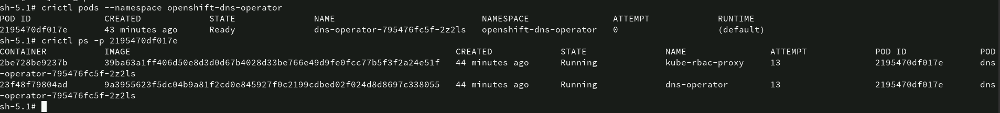 sh-5.1# crictl pods --namespace openshift-dns-operator
POD ID CREATED STATE NAME NAMESPACE ATTEMPT RUNTIME
2195470df017e 43 minutes ago Ready dns-operator-795476fc5f-2z2ls openshift-dns-operator 0 (default)
sh-5.1# crictl ps -p 2195470df017e
CONTAINER IMAGE CREATED STATE NAME ATTEMPT POD ID POD
2be728be9237b 39ba63a1ff406d50e8d3d0d67b4028d33be766e49d9fe0fcc77b5f3f2a24e51f 44 minutes ago Running kube-rbac-proxy 13 2195470df017e dns
-operator-795476fc5f-2z2ls
23f48f79804ad 9a3955623f5dc04b9a81f2cd0e845927f0c2199cdbed02f024d8d8697c338055 44 minutes ago Running dns-operator 13 2195470df017e dns
-operator-795476fc5f-2z2ls
sh-5.1#